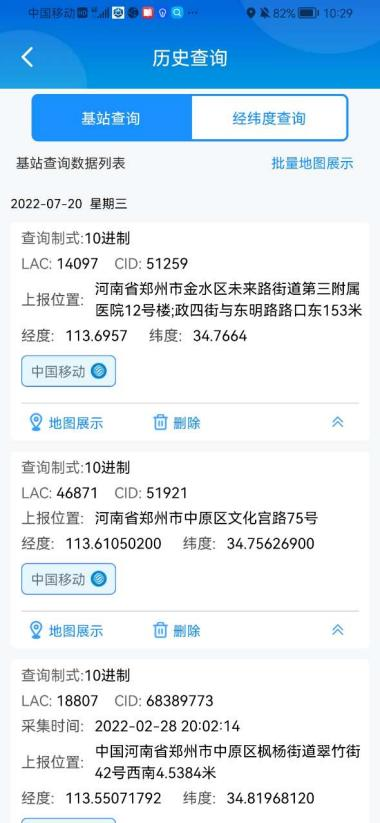 中国移动 HD 82% 10:29
历史查询
基站查询 经纬度查询
基站查询数据列表 批量地图展示
2022-07-20 星期三
查询制式:10进制
LAC: 14097 CID: 51259
上报位置: 河南省郑州市金水区未来路街道第三附属
医院12号楼;政四街与东明路路口东153米
经度: 113.6957 纬度: 34.7664
中国移动
地图展示 删除
查询制式:10进制
LAC: 46871 CID: 51921
上报位置: 河南省郑州市中原区文化宫路75号
经度: 113.61050200 纬度: 34.75626900
中国移动
地图展示 删除
查询制式:10进制
LAC: 18807 CID: 68389773
采集时间: 2022-02-28 20:02:14
上报位置: 中国河南省郑州市中原区枫杨街道翠竹街
42号西南4.5384米
经度: 113.55071792 纬度: 34.81968120